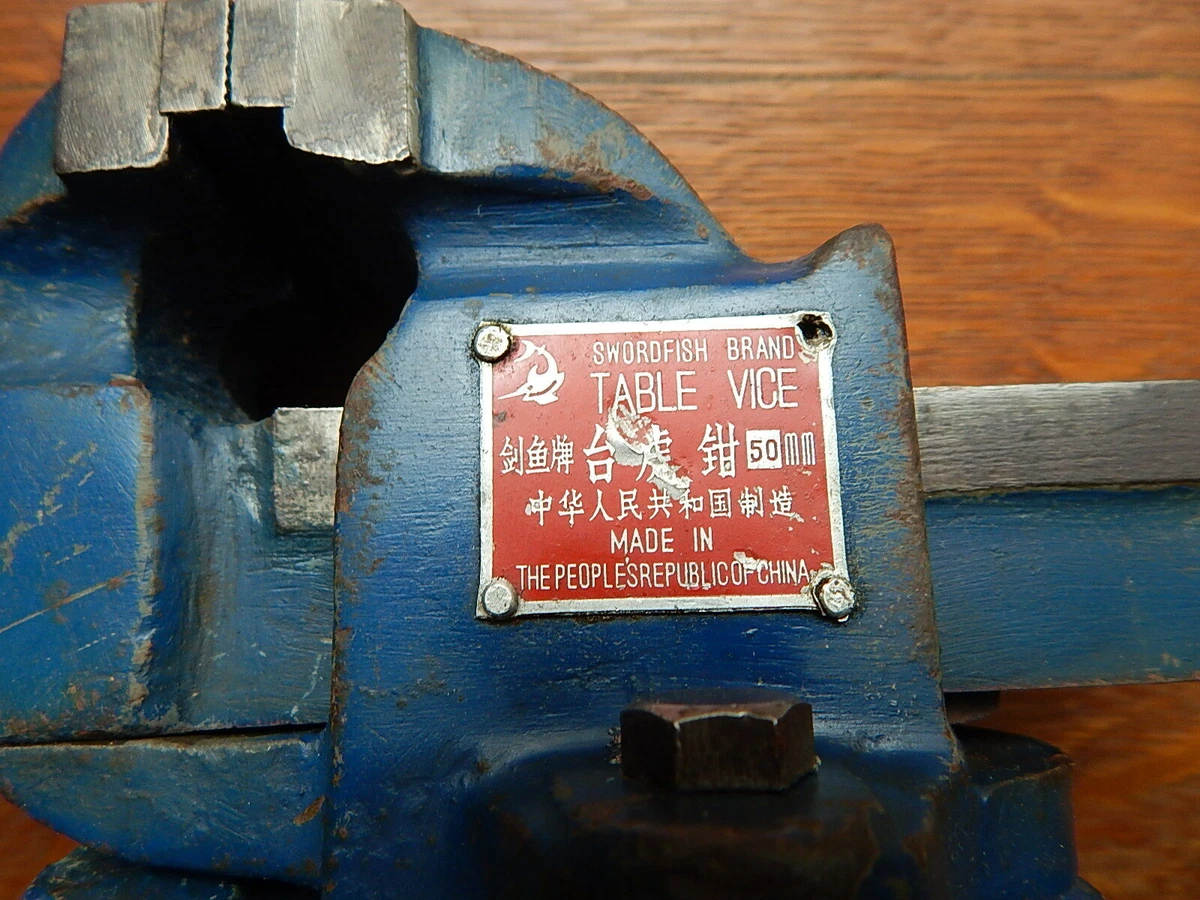 SWORDFISH BRAND
TABLE VICE
剑鱼牌 台虎钳 50mm
中华人民共和国制造
MADE IN
THE PEOPLE'S REPUBLIC OF CHINA